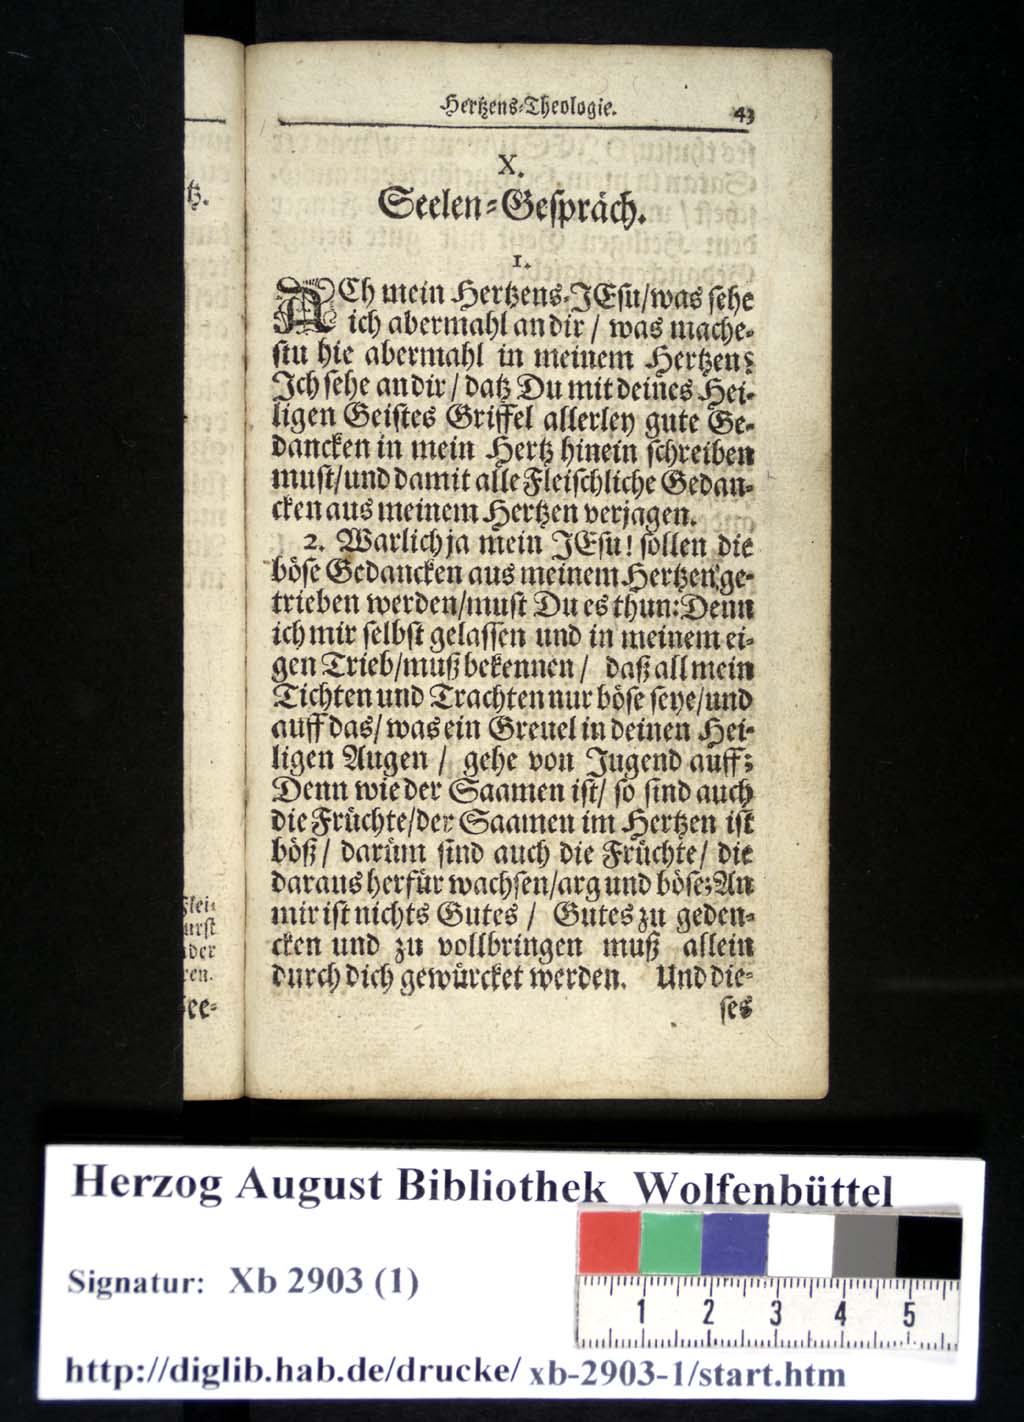 Hertzens-Theologie. 43
X.
Seelen-Gespräch.
1.
ACh mein Hertzens-JEsu/was sehe
ich abermahl an dir / was mache-
stu hie abermahl in meinem Hertzen?
Jch sehe an dir / datz Du mit deines Hei-
ligen Geistes Griffel allerley gute Ge-
dancken in mein Hertz hinein schreiben
must/und damit alle Fleischliche Gedan-
cken aus meinem Hertzen verjagen.
2. Warlich ja mein JEsu! sollen die
böse Gedancken aus meinem Hertzen ge-
trieben werden/must Du es thun: Denn
ich mir selbst gelassen und in meinem ei-
gen Trieb/muß bekennen / daß all mein
Tichten und Trachten nur böse seye/und
auff das/ was ein Greuel in deinen Hei-
ligen Augen / gehe von Jugend auff;
Denn wie der Saamen ist/ so sind auch
die Früchte/der Saamen im Hertzen ist
böß / darüm sind auch die Früchte/ die
daraus herfür wachsen/arg und böse; An
mir ist nichts Gutes / Gutes zu geden-
cken und zu vollbringen muß allein
durch dich gewürcket werden. Und die-
ses
tz.
Flei-
urst
der
ren.
See-
Herzog August Bibliothek Wolfenbüttel
Signatur: Xb 2903 (1)
1 2 3 4 5
http://diglib.hab.de/drucke/ xb-2903-1/start.htm